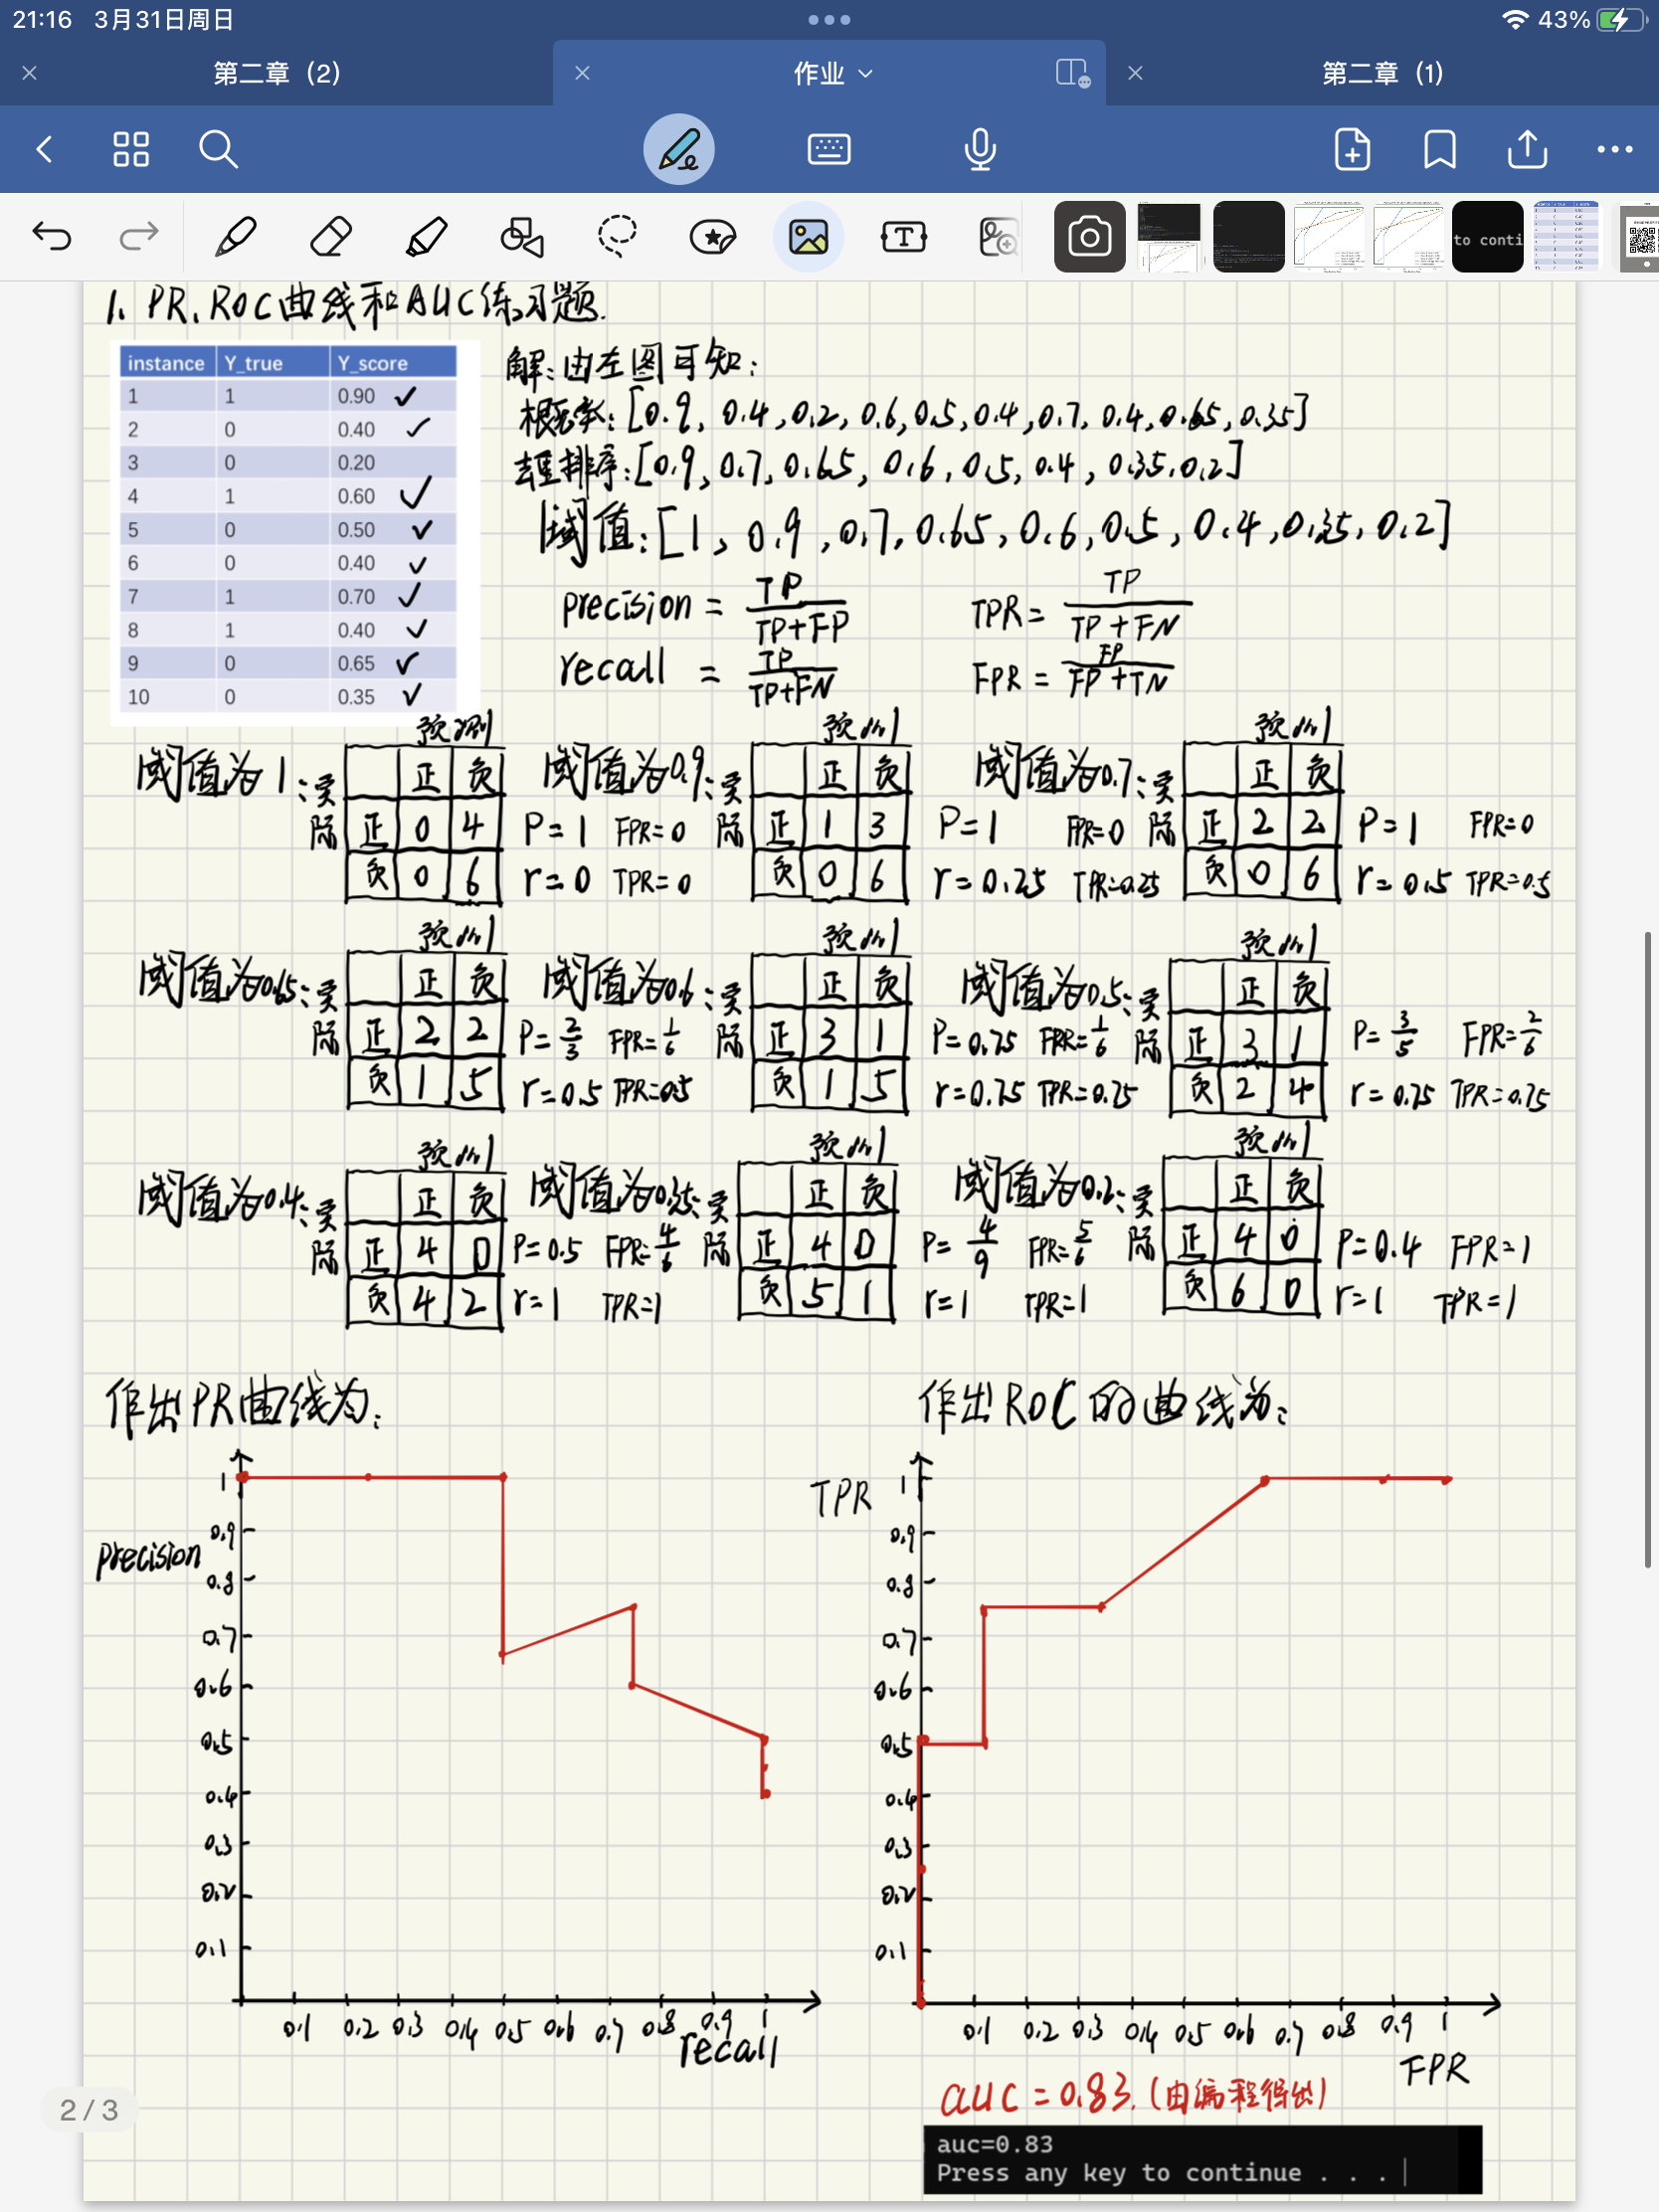 21:16 3月31日周日
43%
第二章 (2)
作业
第二章 (1)
to conti
1. PR、ROC曲线和AUC练习题.
instance Y_true Y_score
1 1 0.90 ✓
2 0 0.40 ✓
3 0 0.20
4 1 0.60 ✓
5 0 0.50 ✓
6 0 0.40 ✓
7 1 0.70 ✓
8 1 0.40 ✓
9 0 0.65 ✓
10 0 0.35 ✓
解:由左图可知:
概率:[0.9, 0.4, 0.2, 0.6, 0.5, 0.4, 0.7, 0.4, 0.65, 0.35]
去重排序:[0.9, 0.7, 0.65, 0.6, 0.5, 0.4, 0.35, 0.2]
阈值:[1, 0.9, 0.7, 0.65, 0.6, 0.5, 0.4, 0.35, 0.2]
precision = TP / TP+FP TPR = TP / TP+FN
recall = TP / TP+FN FPR = FP / FP+TN
阈值为1: 实际 预测
正 负
正 0 4
负 0 6
P=1 FPR=0
r=0 TPR=0
阈值为0.9: 实际 预测
正 负
正 1 3
负 0 6
P=1 FPR=0
r=0.25 TPR=0.25
阈值为0.7: 实际 预测
正 负
正 2 2
负 0 6
P=1 FPR=0
r=0.5 TPR=0.5
阈值为0.65: 实际 预测
正 负
正 2 2
负 1 5
P=2/3 FPR=1/6
r=0.5 TPR=0.5
阈值为0.6: 实际 预测
正 负
正 3 1
负 1 5
P=0.75 FPR=1/6
r=0.75 TPR=0.75
阈值为0.5: 实际 预测
正 负
正 3 1
负 2 4
P=3/5 FPR=2/6
r=0.75 TPR=0.75
阈值为0.4: 实际 预测
正 负
正 4 0
负 4 2
P=0.5 FPR=4/6
r=1 TPR=1
阈值为0.35: 实际 预测
正 负
正 4 0
负 5 1
P=4/9 FPR=5/6
r=1 TPR=1
阈值为0.2: 实际 预测
正 负
正 4 0
负 6 0
P=0.4 FPR=1
r=1 TPR=1
作出PR曲线为:
precision
1
0.9
0.8
0.7
0.6
0.5
0.4
0.3
0.2
0.1
0.1 0.2 0.3 0.4 0.5 0.6 0.7 0.8 0.9 1
recall
作出ROC的曲线为:
TPR
1
0.9
0.8
0.7
0.6
0.5
0.4
0.3
0.2
0.1
0.1 0.2 0.3 0.4 0.5 0.6 0.7 0.8 0.9 1
FPR
auc = 0.83. (由编程得出)
auc=0.83
Press any key to continue . . .
2 / 3